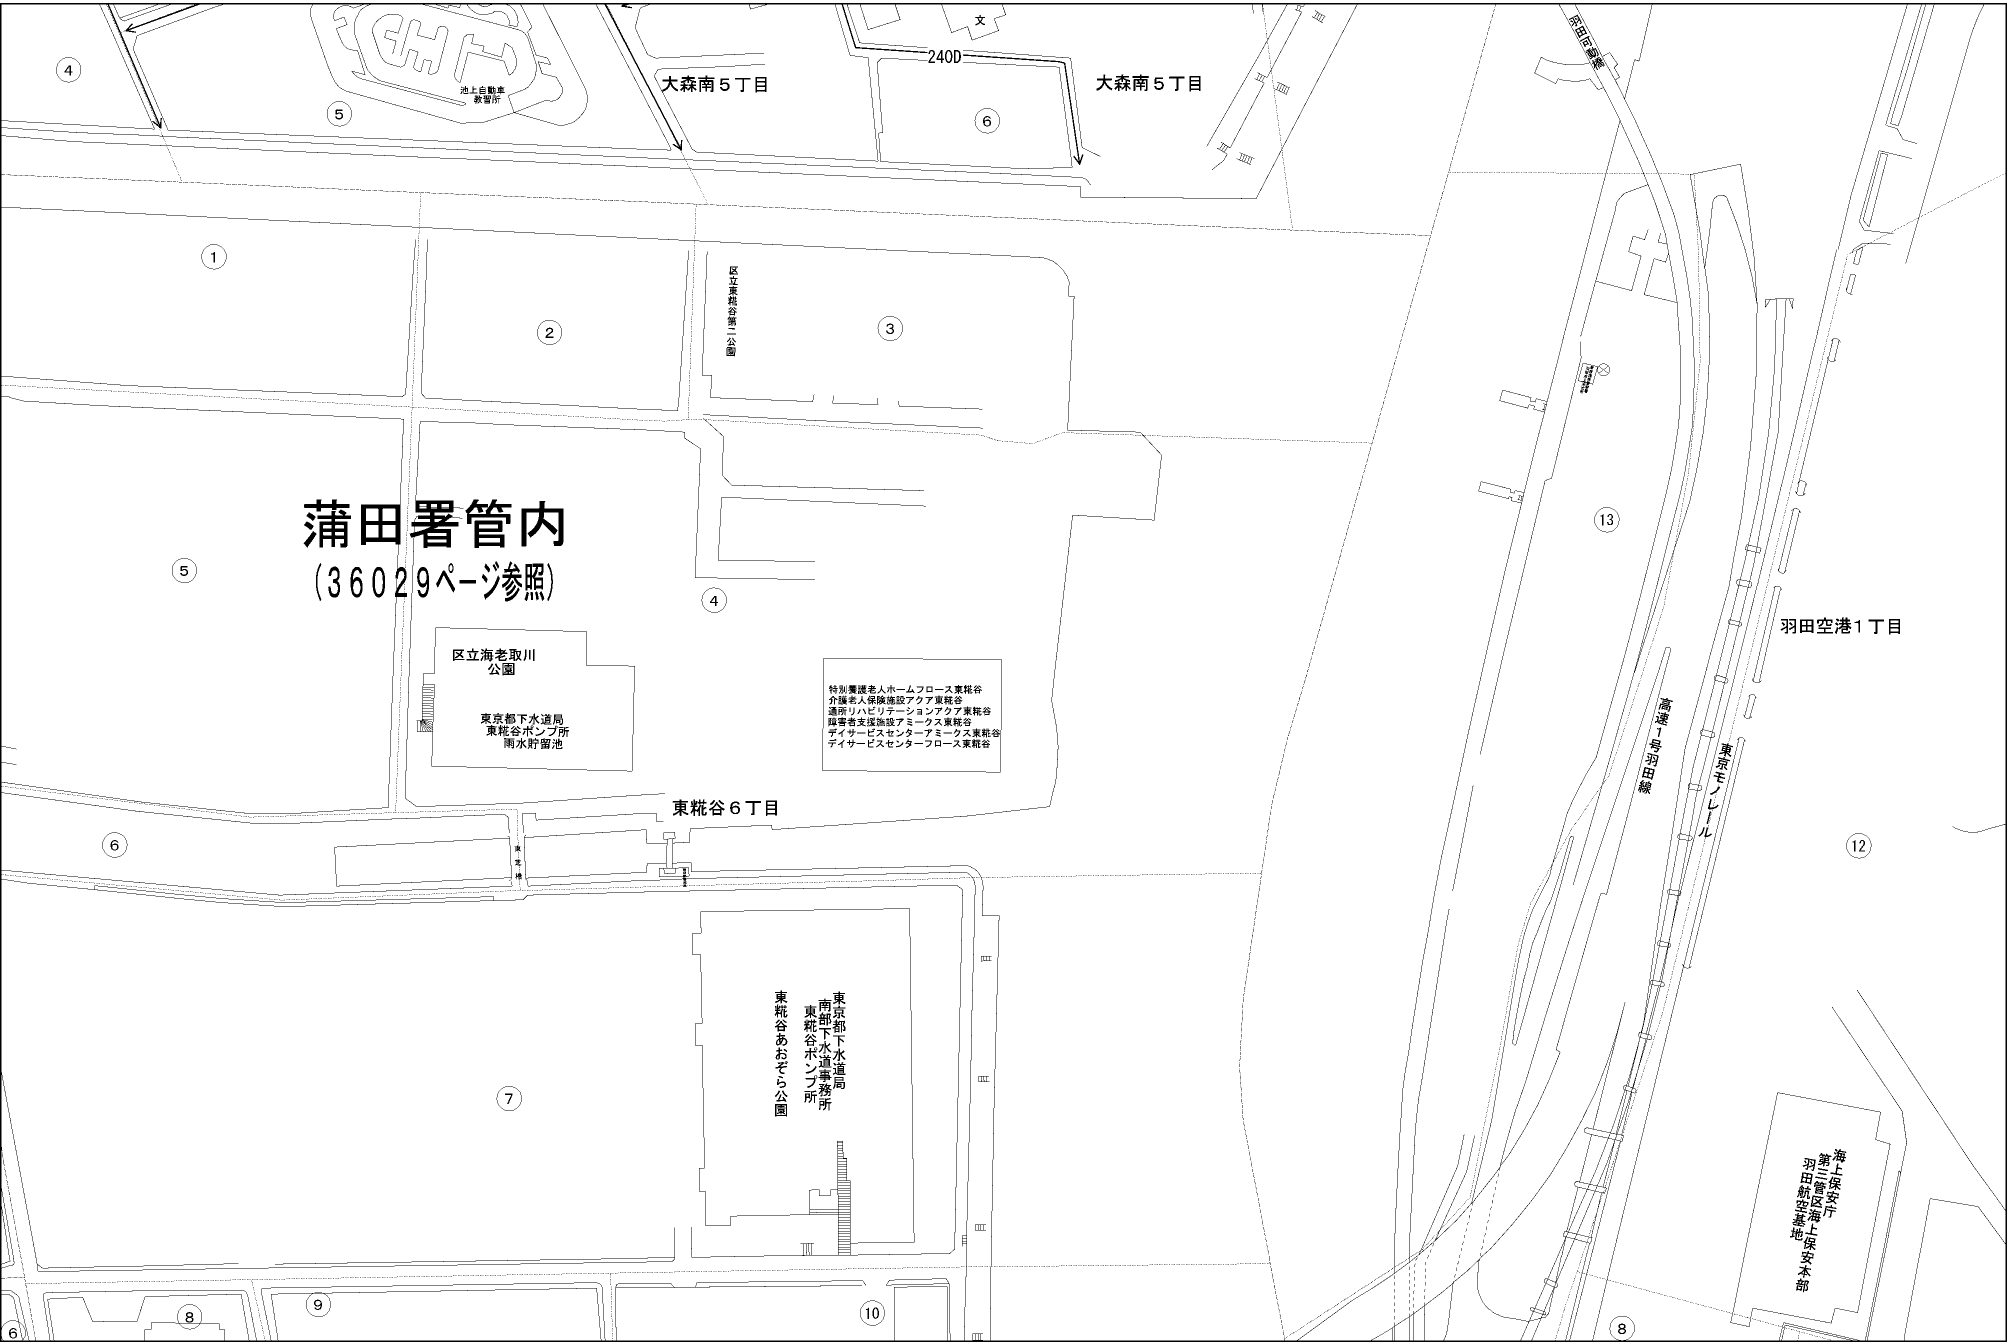 文
羽田可動橋
240D
④
池上自動車
教習所
大森南５丁目
大森南５丁目
⑤
⑥
①
②
区立東糀谷第二公園
③
蒲田署管内
(３６０２９ページ参照)
⑬
⑤
④
羽田空港１丁目
区立海老取川
公園
特別養護老人ホームフロース東糀谷
介護老人保険施設アクア東糀谷
通所リハビリテーションアクア東糀谷
障害者支援施設アミークス東糀谷
デイサービスセンターアミークス東糀谷
デイサービスセンターフロース東糀谷
東京都下水道局
東糀谷ポンプ所
雨水貯留池
高速１号羽田線
東京モノレール
東糀谷６丁目
⑥
東芝橋
⑫
東京都下水道局
南部下水道事務所
東糀谷ポンプ所
東糀谷あおぞら公園
⑦
海上保安庁
第三管区海上保安本部
羽田航空基地
⑥
⑧
⑨
⑩
⑧